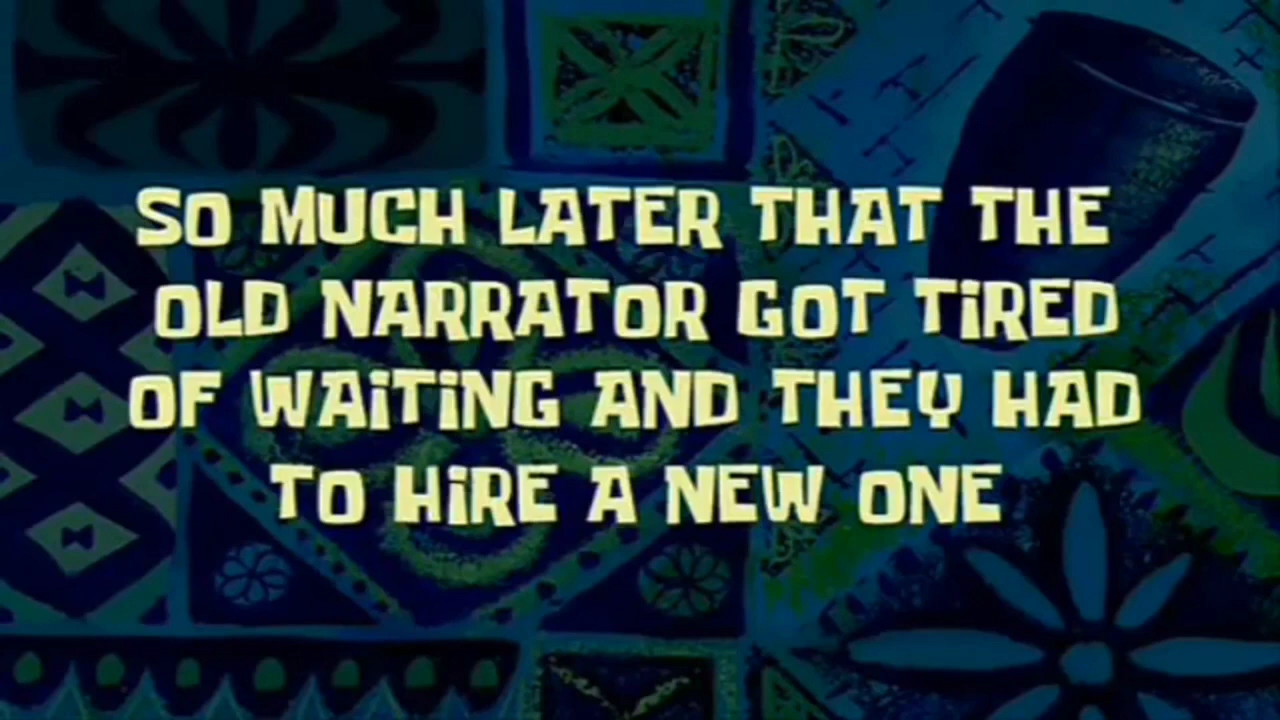 SO MUCH LATER THAT THE
OLD NARRATOR GOT TiRED
OF WAiTiNG AND THEY HAD
TO HiRE A NEW ONE